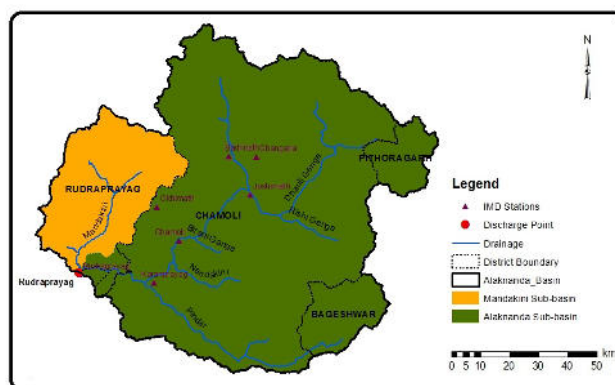 N
Badrinath
Ghangaria
PITHORAGARH
Dhauli Ganga
RUDRAPRAYAG
Joshimath
Mandakini
CHAMOLI
Rishi Ganga
Chamoli
Birahi Ganga
Nandakini
Rudraprayag
Karanprayag
Pindar
BAGESHWAR
Legend
IMD Stations
Discharge Point
Drainage
District Boundary
Alaknanda_Basin
Mandakini Sub-basin
Alaknanda Sub-basin
km
0 5 10 20 30 40 50